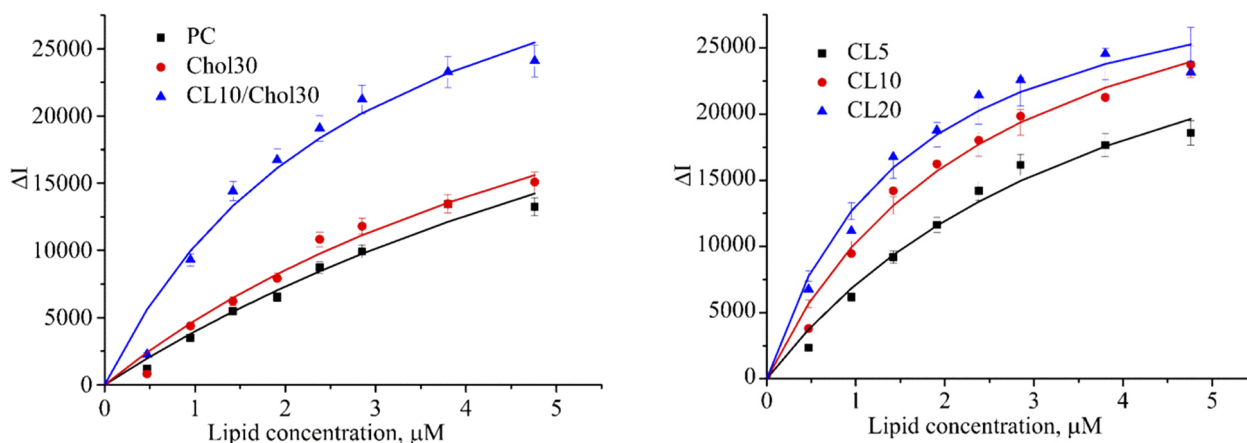 25000
20000
15000
10000
5000
0
ΔI
PC
Chol30
CL10/Chol30
0 1 2 3 4 5
Lipid concentration, μM
25000
20000
15000
10000
5000
0
ΔI
CL5
CL10
CL20
0 1 2 3 4 5
Lipid concentration, μM